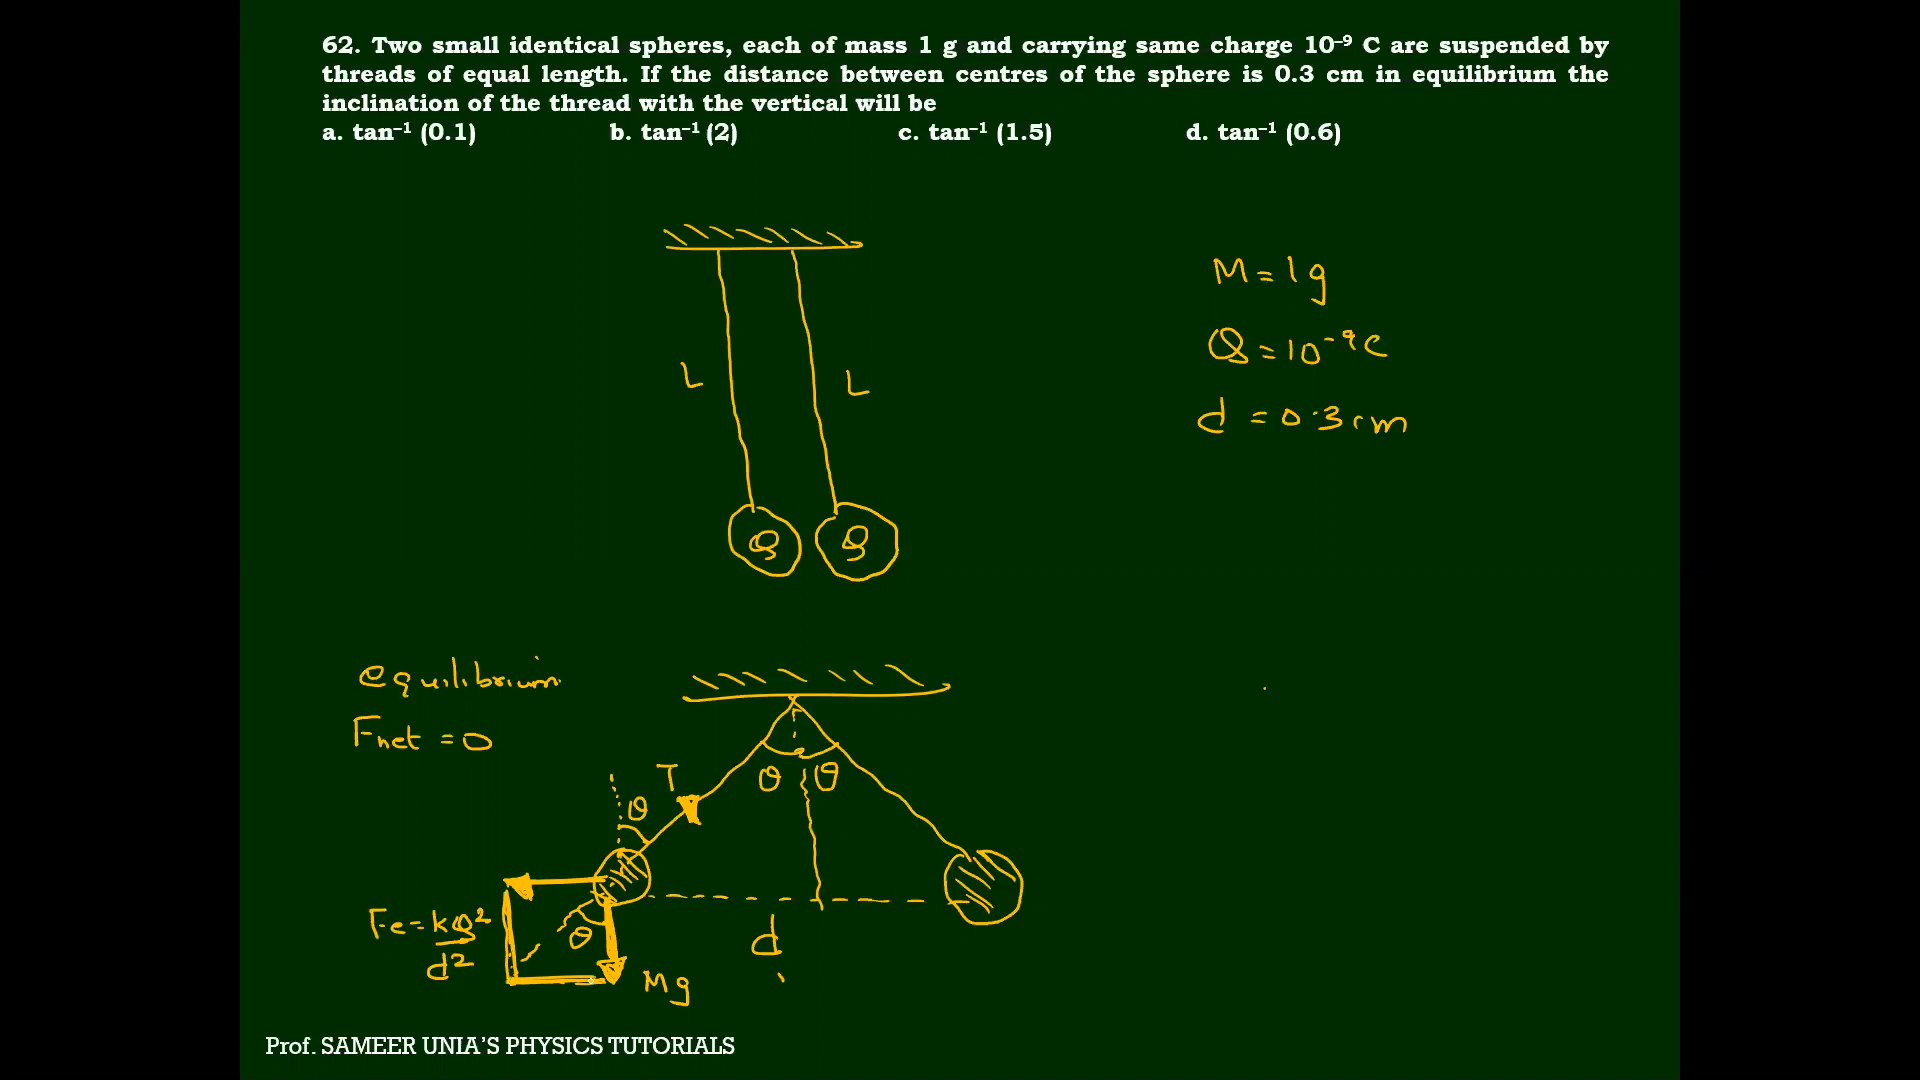 62. Two small identical spheres, each of mass 1 g and carrying same charge 10⁻⁹ C are suspended by
threads of equal length. If the distance between centres of the sphere is 0.3 cm in equilibrium the
inclination of the thread with the vertical will be
a. tan⁻¹ (0.1) b. tan⁻¹ (2) c. tan⁻¹ (1.5) d. tan⁻¹ (0.6)
M = 1 g
Q = 10⁻⁹ C
L L
d = 0.3 cm
Q Q
equilibrium
Fnet = 0
T θ θ
θ
Fe = kQ²
d²
θ
d
Mg
Prof. SAMEER UNIA'S PHYSICS TUTORIALS